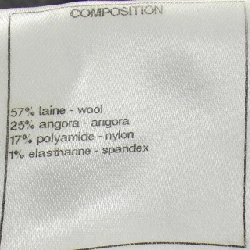 COMPOSITION
57% laine - wool
25% angora - angora
17% polyamide - nylon
1% elasthanne - spandex